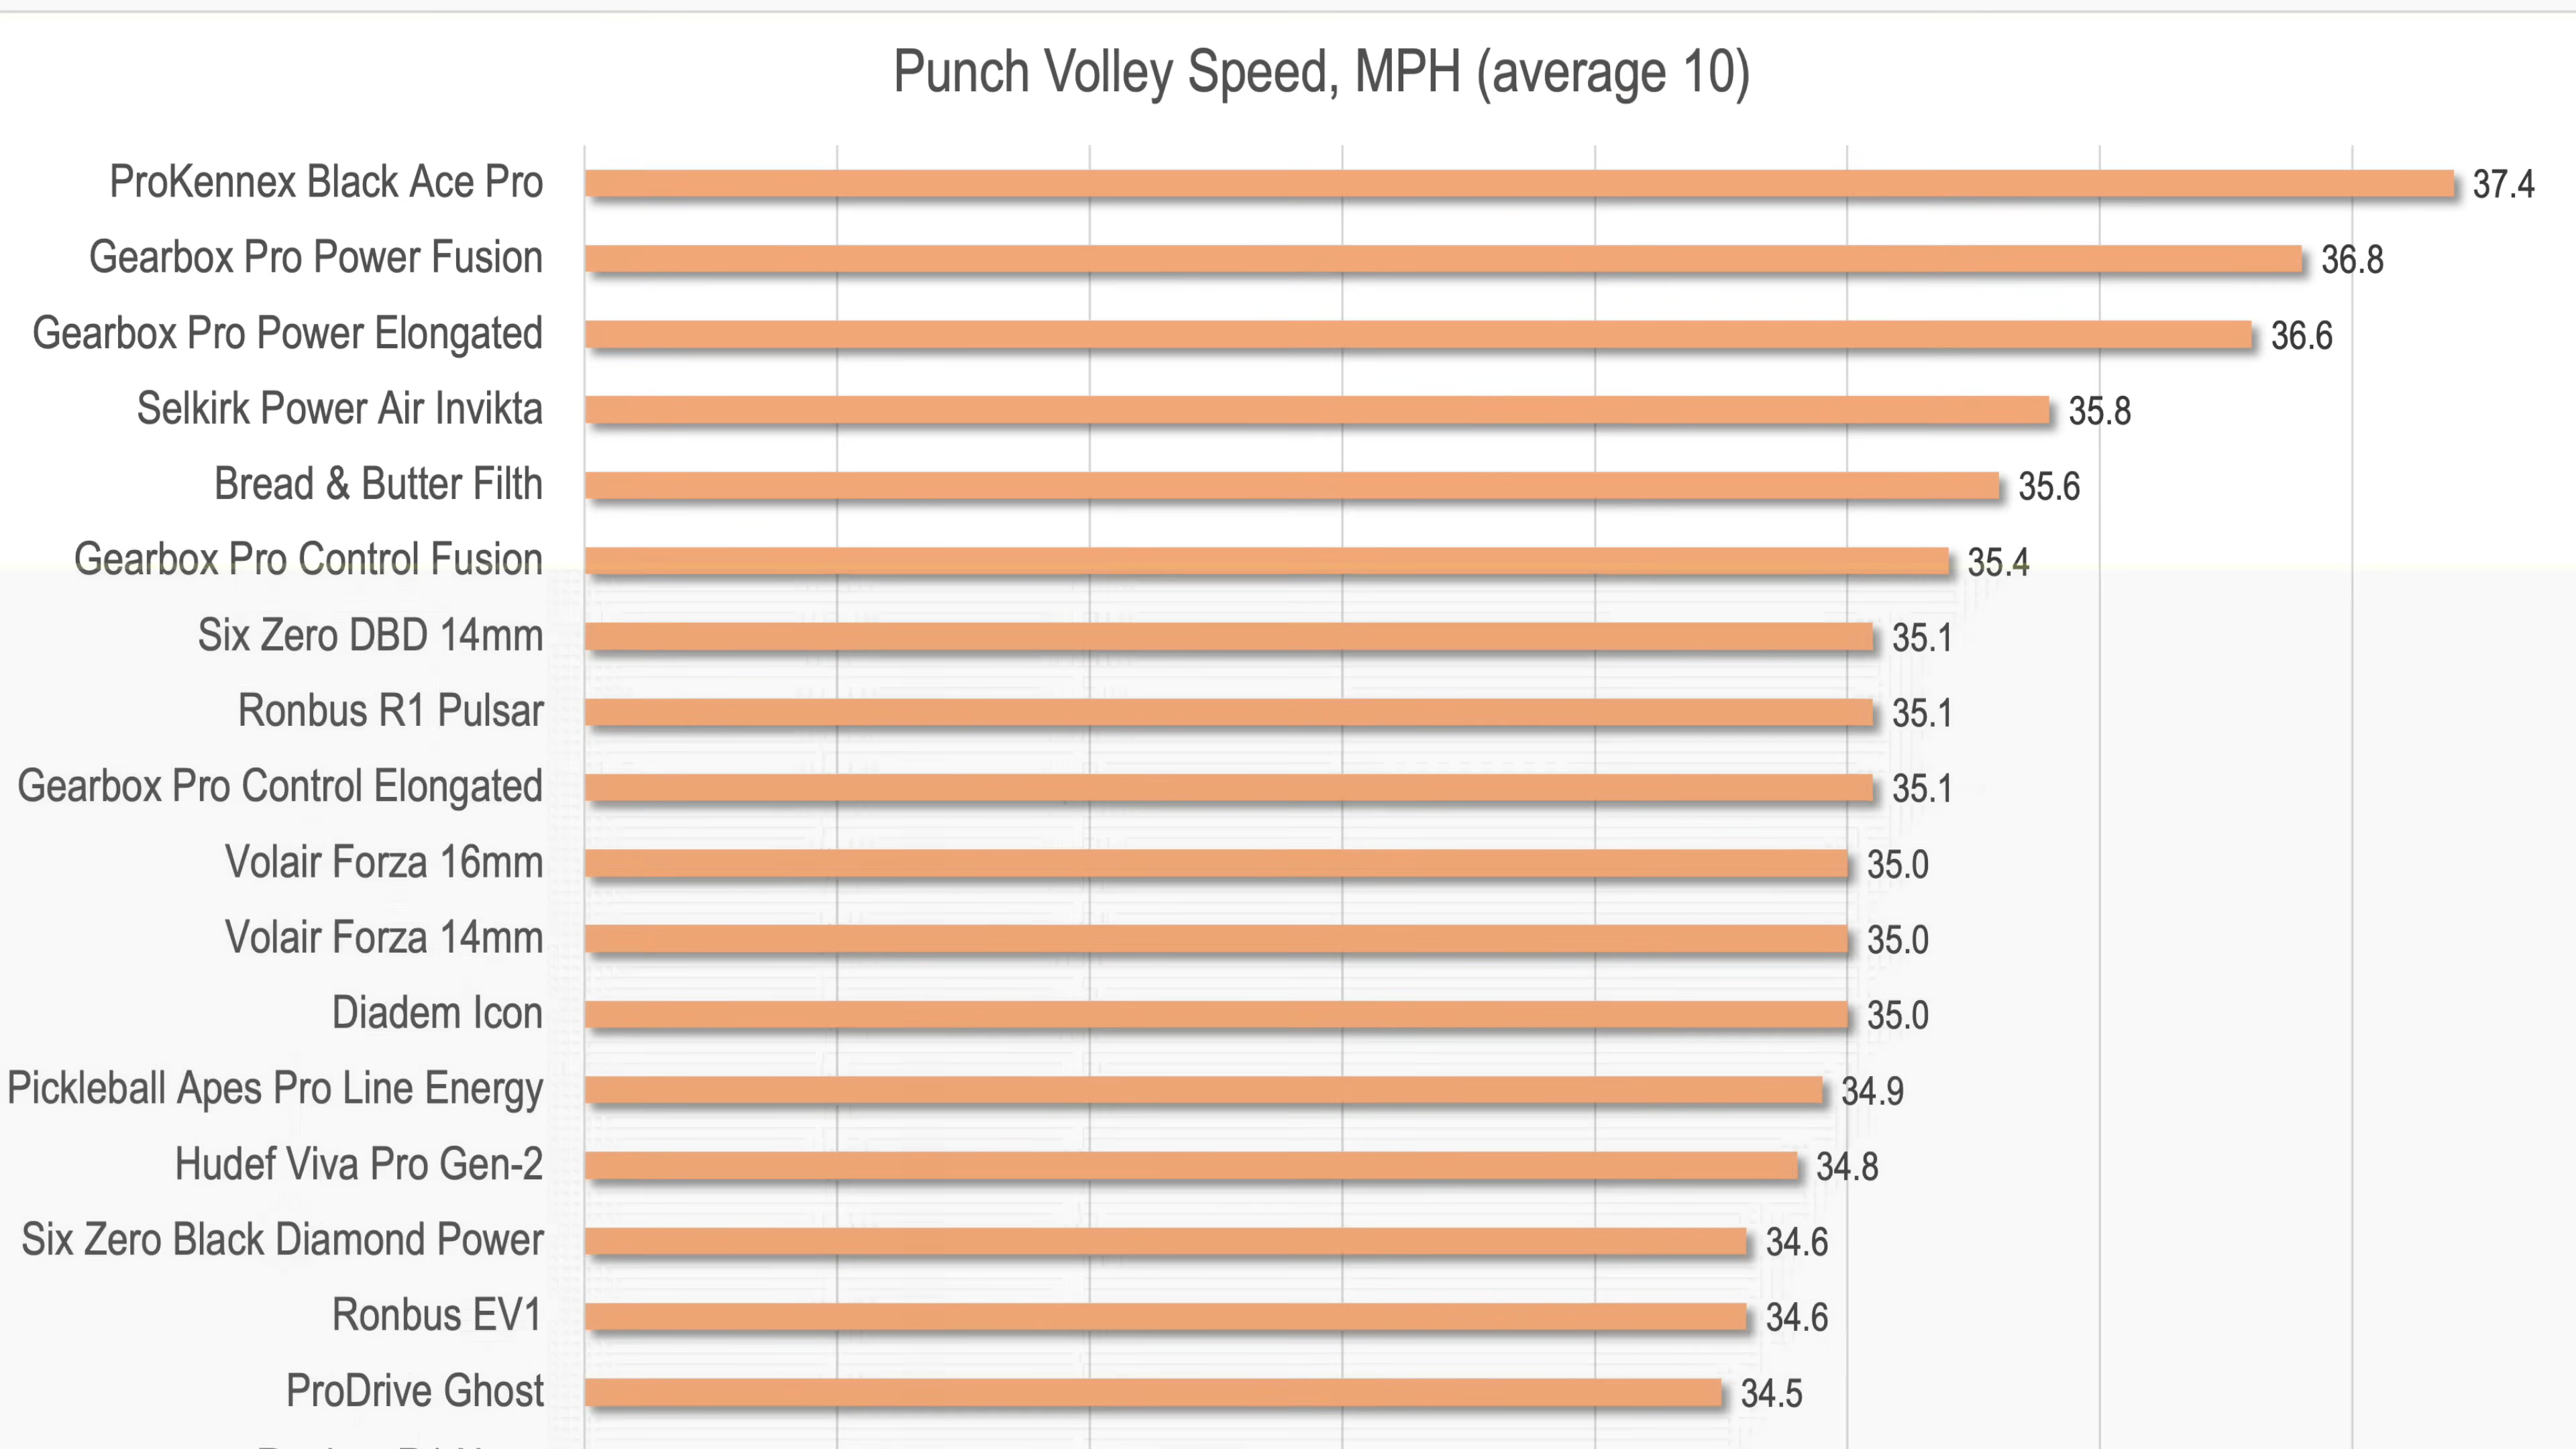 Punch Volley Speed, MPH (average 10)
ProKennex Black Ace Pro 37.4
Gearbox Pro Power Fusion 36.8
Gearbox Pro Power Elongated 36.6
Selkirk Power Air Invikta 35.8
Bread & Butter Filth 35.6
Gearbox Pro Control Fusion 35.4
Six Zero DBD 14mm 35.1
Ronbus R1 Pulsar 35.1
Gearbox Pro Control Elongated 35.1
Volair Forza 16mm 35.0
Volair Forza 14mm 35.0
Diadem Icon 35.0
Pickleball Apes Pro Line Energy 34.9
Hudef Viva Pro Gen-2 34.8
Six Zero Black Diamond Power 34.6
Ronbus EV1 34.6
ProDrive Ghost 34.5